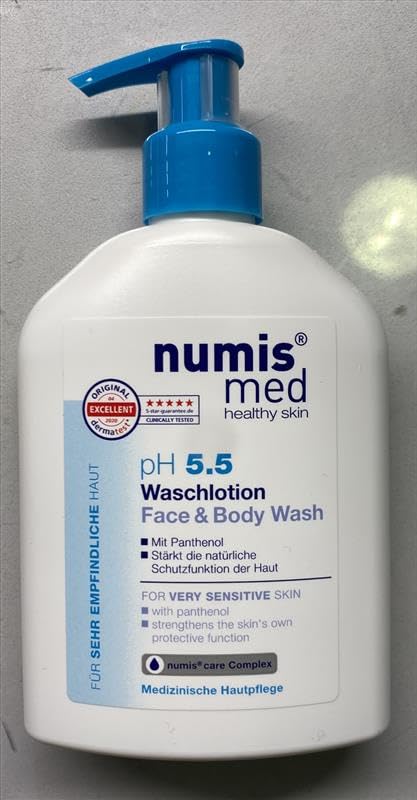 numis®
med
healthy skin
ORIGINAL
04
EXCELLENT
2020
dermatest®
★★★★★
5-star-guarantee.de
CLINICALLY TESTED
pH 5.5
Waschlotion
Face & Body Wash
Mit Panthenol
Stärkt die natürliche
Schutzfunktion der Haut
FOR VERY SENSITIVE SKIN
with panthenol
strengthens the skin's own
protective function
numis® care Complex
Medizinische Hautpflege
FÜR SEHR EMPFINDLICHE HAUT